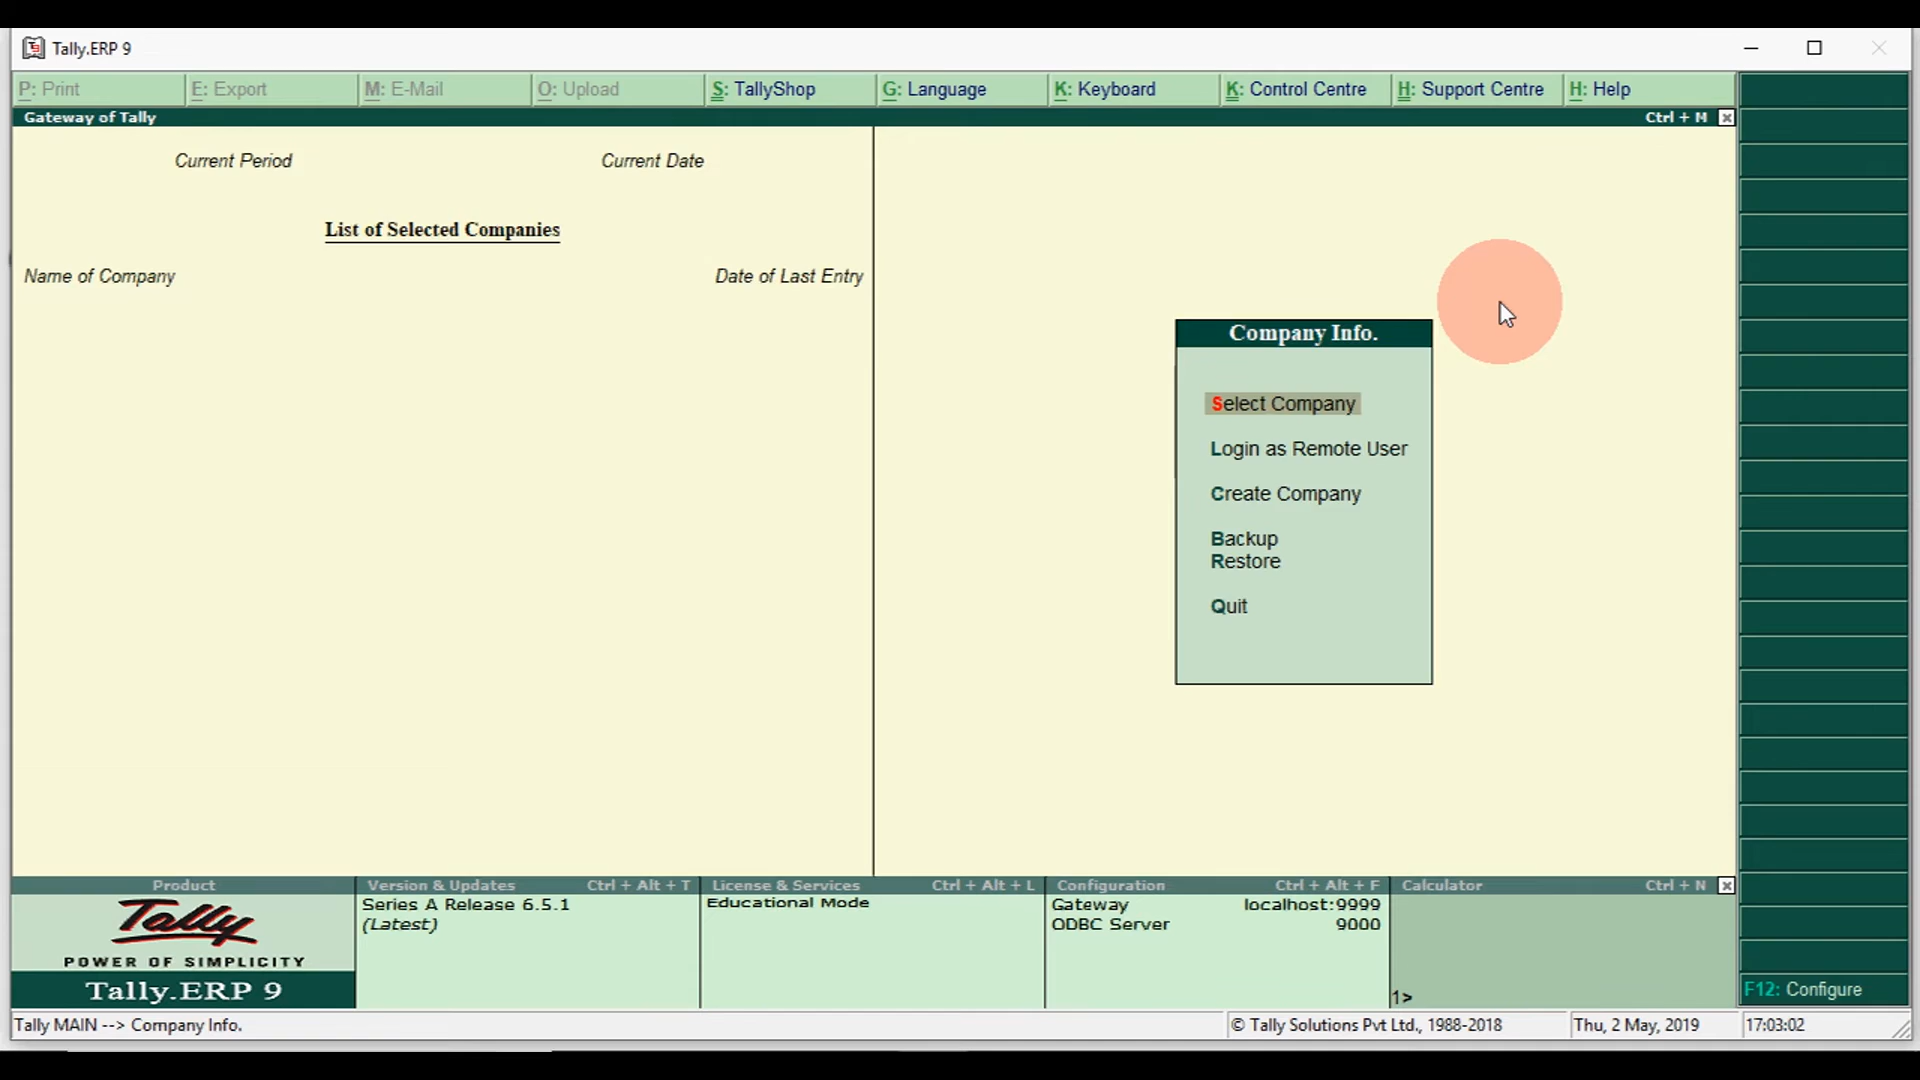 Tally.ERP 9
P: Print E: Export M: E-Mail O: Upload S: TallyShop G: Language K: Keyboard K: Control Centre H: Support Centre H: Help
Gateway of Tally Ctrl + M
Current Period Current Date
List of Selected Companies
Name of Company Date of Last Entry
Company Info.
Select Company
Login as Remote User
Create Company
Backup
Restore
Quit
Product Version & Updates Ctrl + Alt + T License & Services Ctrl + Alt + L Configuration Ctrl + Alt + F Calculator Ctrl + N
Tally
POWER OF SIMPLICITY
Tally.ERP 9
Series A Release 6.5.1
(Latest)
Educational Mode
Gateway localhost:9999
ODBC Server 9000
1>
F12: Configure
Tally MAIN --> Company Info. © Tally Solutions Pvt Ltd., 1988-2018 Thu, 2 May, 2019 17:03:02